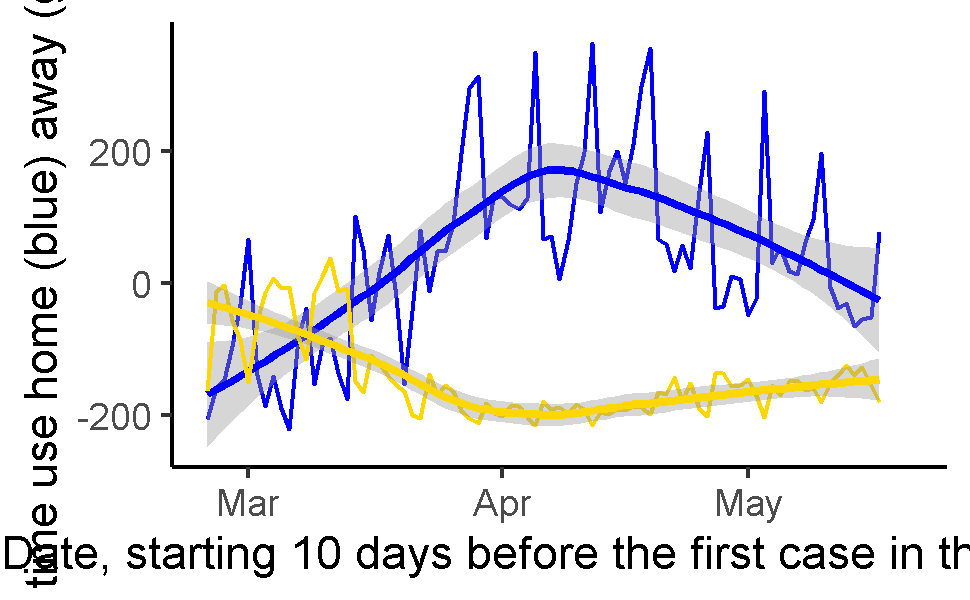 time use home (blue) away (
200
0
-200
Mar Apr May
Date, starting 10 days before the first case in th